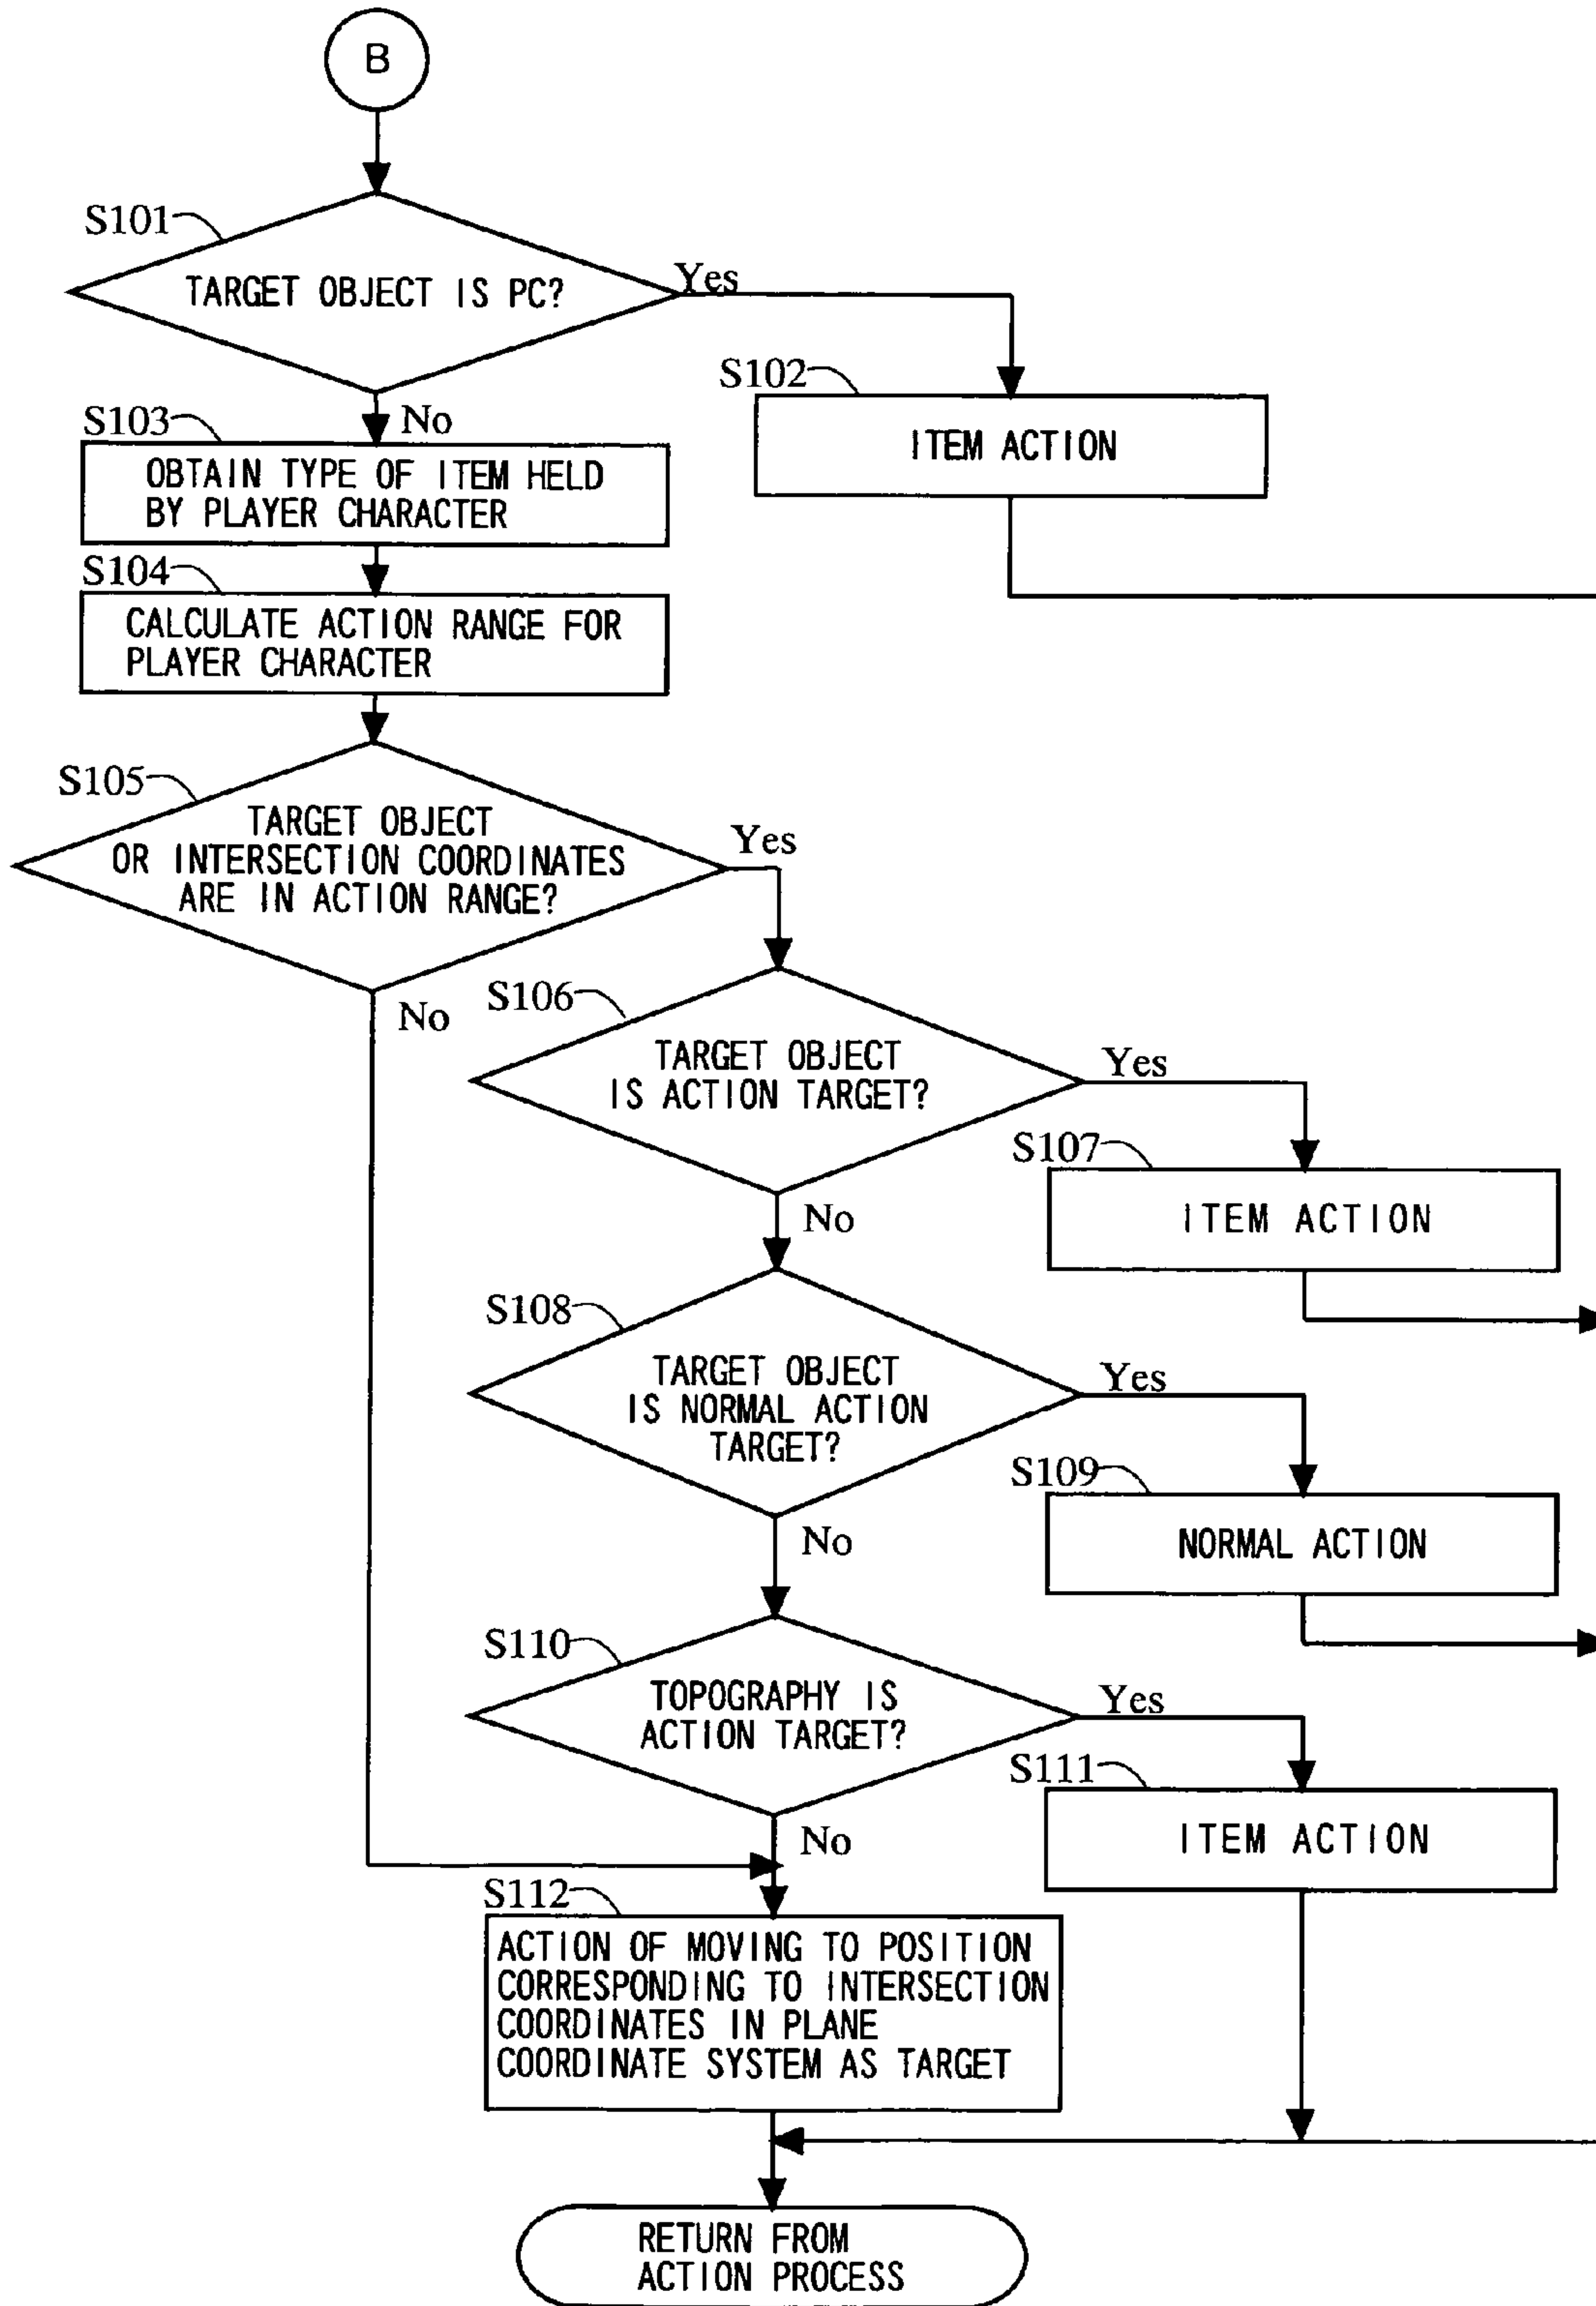 B
S101
TARGET OBJECT IS PC?
Yes
S102
ITEM ACTION
No
S103
OBTAIN TYPE OF ITEM HELD
BY PLAYER CHARACTER
S104
CALCULATE ACTION RANGE FOR
PLAYER CHARACTER
S105
TARGET OBJECT
OR INTERSECTION COORDINATES
ARE IN ACTION RANGE?
Yes
No
S106
TARGET OBJECT
IS ACTION TARGET?
Yes
S107
ITEM ACTION
No
S108
TARGET OBJECT
IS NORMAL ACTION
TARGET?
Yes
S109
NORMAL ACTION
No
S110
TOPOGRAPHY IS
ACTION TARGET?
Yes
S111
ITEM ACTION
No
S112
ACTION OF MOVING TO POSITION
CORRESPONDING TO INTERSECTION
COORDINATES IN PLANE
COORDINATE SYSTEM AS TARGET
RETURN FROM
ACTION PROCESS